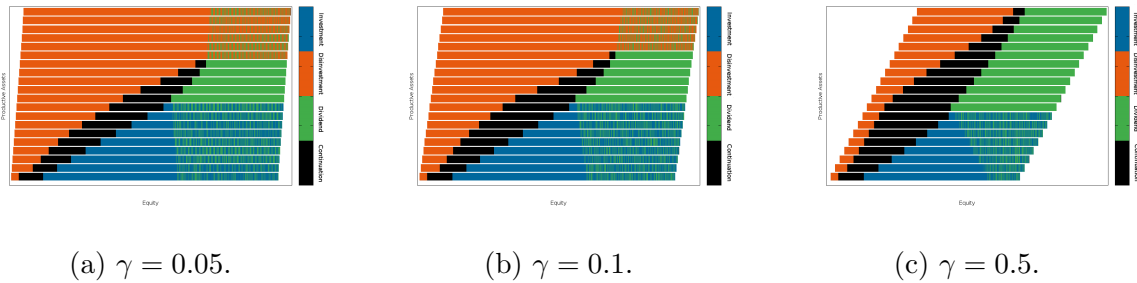 Productive Assets
Equity
Investment
Disinvestment
Dividend
Continuation
(a) γ = 0.05.
Productive Assets
Equity
Investment
Disinvestment
Dividend
Continuation
(b) γ = 0.1.
Productive Assets
Equity
Investment
Disinvestment
Dividend
Continuation
(c) γ = 0.5.